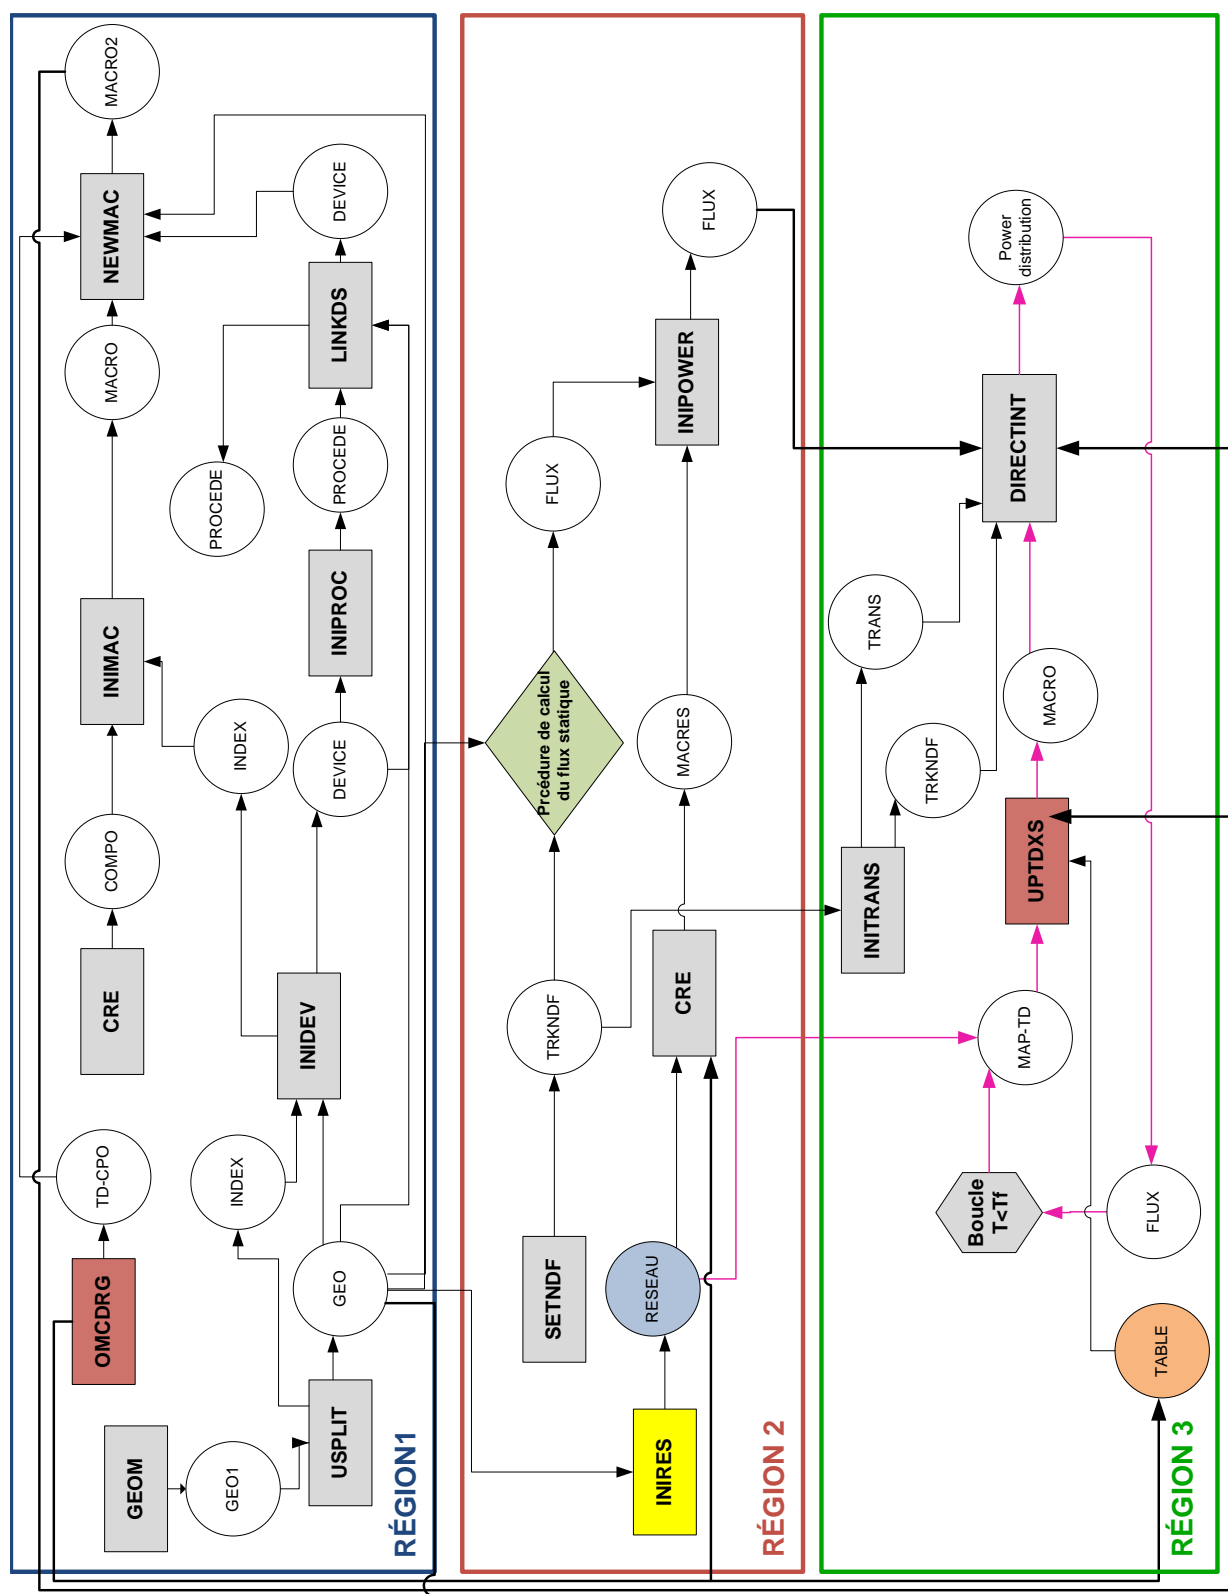 GEOM
GEO1
USPLIT
INDEX
GEO
OMCDRG
TD-CPO
CRE
COMPO
INIDEV
INDEX
DEVICE
INIMAC
INIPROC
PROCEDE
PROCEDE
MACRO
LINKDS
DEVICE
NEWMAC
MACRO2
RÉGION1
INIRES
RESEAU
SETNDF
TRKNDF
CRE
MACRES
Prcédure de calcul
du flux statique
FLUX
INIPOWER
FLUX
RÉGION 2
TABLE
FLUX
Boucle
T<Tf
MAP-TD
UPTDXS
MACRO
INITRANS
TRKNDF
TRANS
DIRECTINT
Power
distribution
RÉGION 3